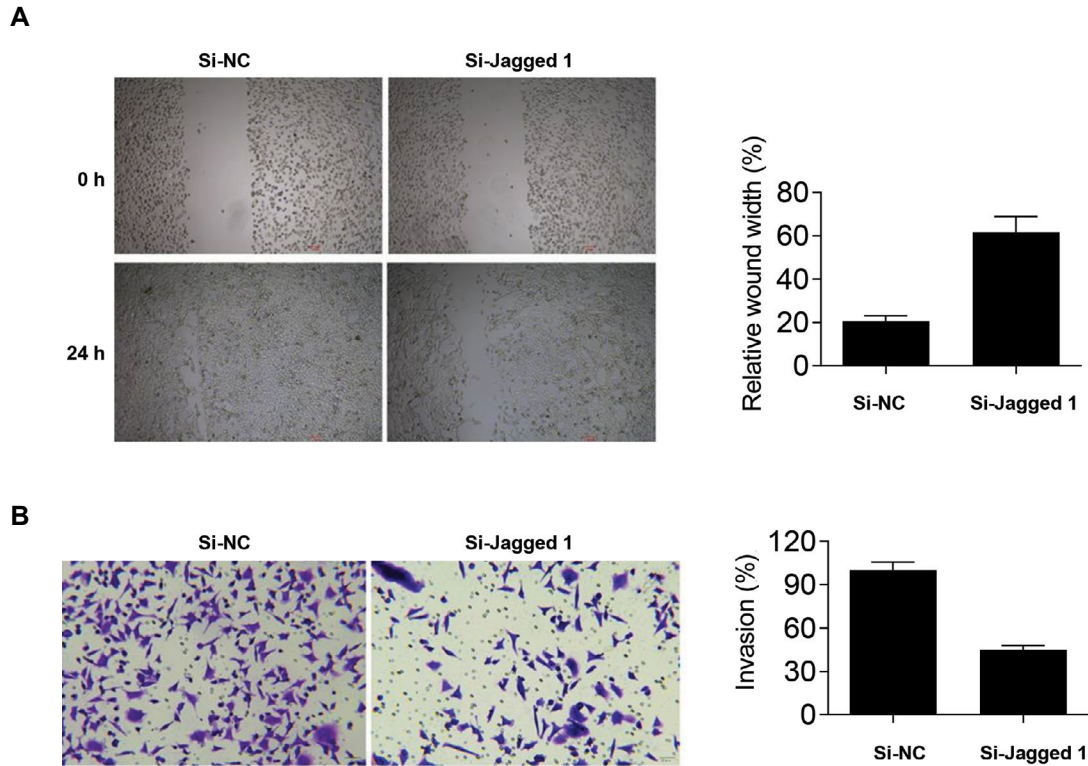 A
Si-NC Si-Jagged 1
0 h
24 h
Relative wound width (%)
80
60
40
20
0
Si-NC Si-Jagged 1
B
Si-NC Si-Jagged 1
Invasion (%)
120
90
60
30
0
Si-NC Si-Jagged 1